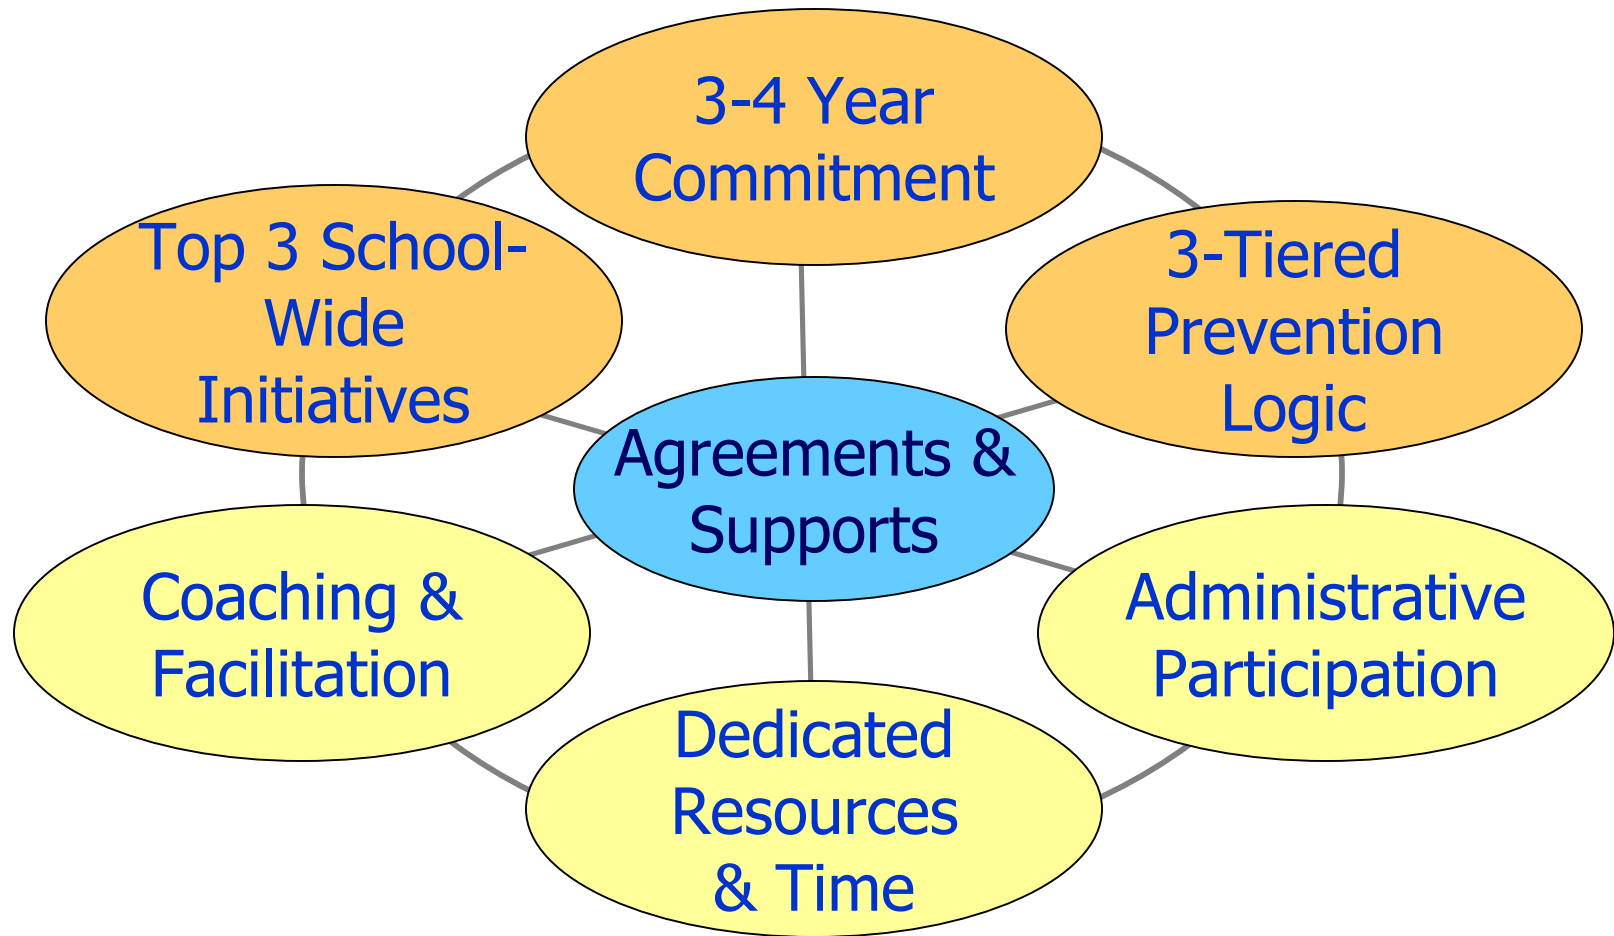 3-4 Year
Commitment
Top 3 School-
Wide
Initiatives
3-Tiered
Prevention
Logic
Agreements &
Supports
Coaching &
Facilitation
Administrative
Participation
Dedicated
Resources
& Time